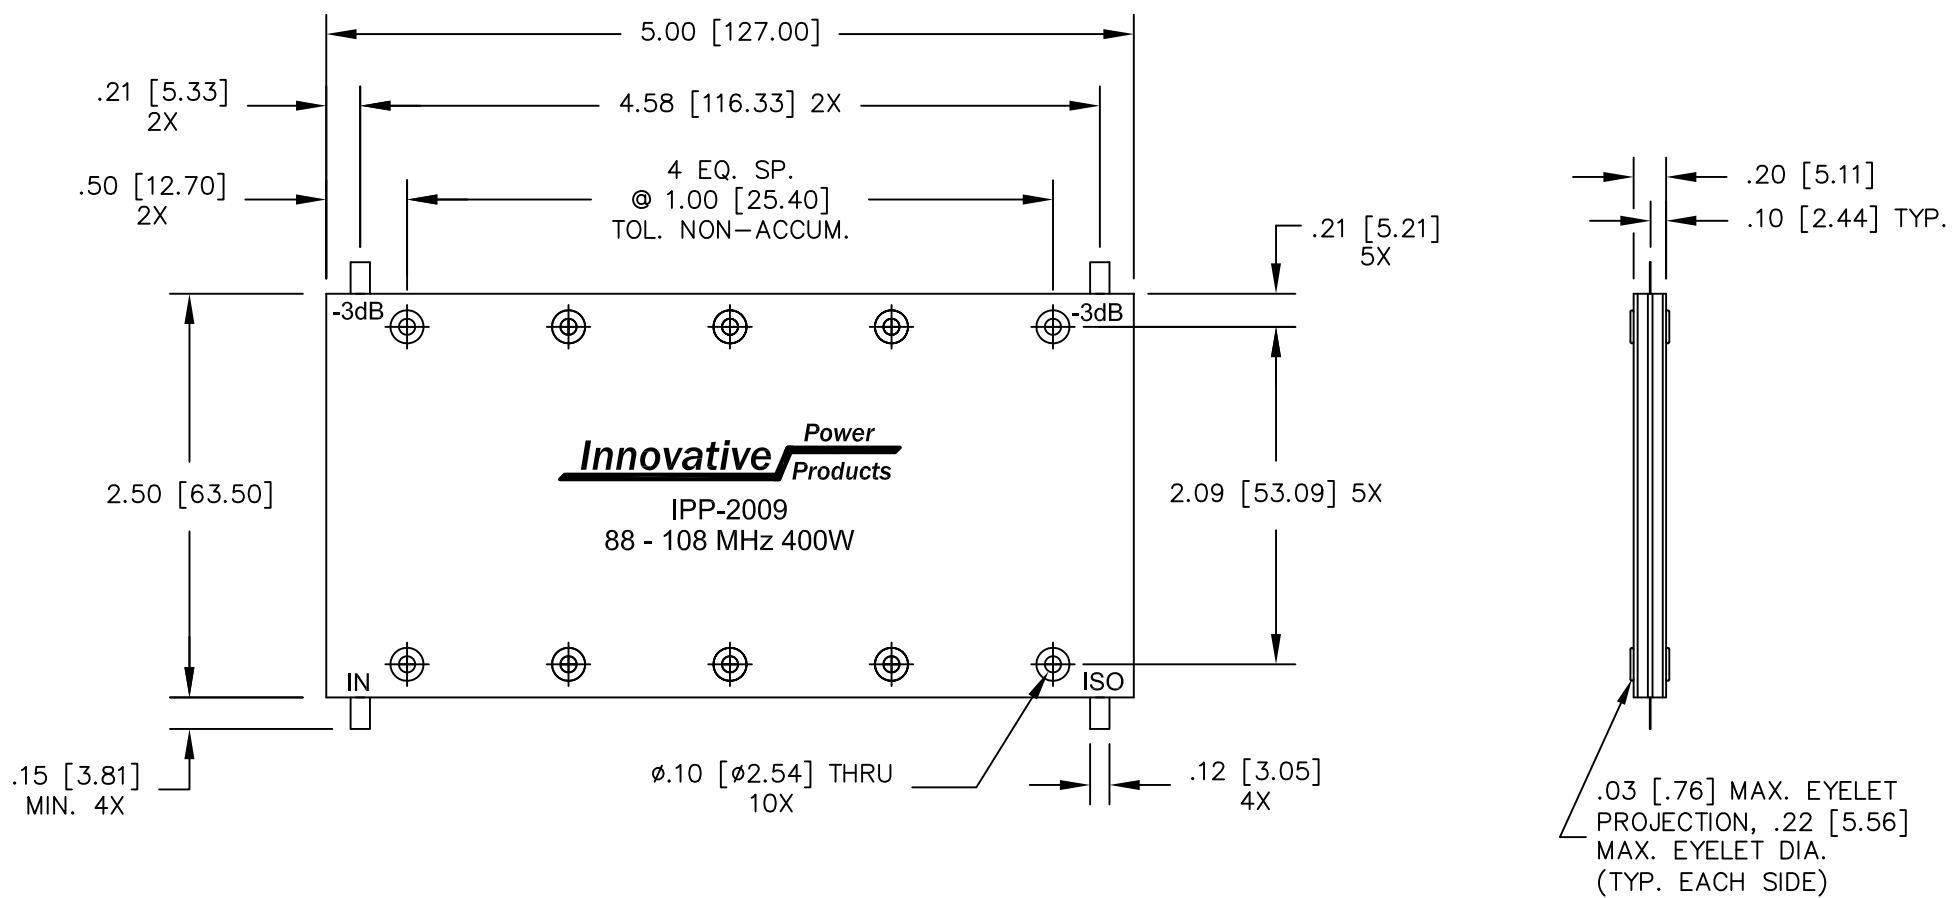 5.00 [127.00]
.21 [5.33]
2X
4.58 [116.33] 2X
.50 [12.70]
2X
4 EQ. SP.
@ 1.00 [25.40]
TOL. NON-ACCUM.
.21 [5.21]
5X
.20 [5.11]
.10 [2.44] TYP.
-3dB
-3dB
Innovative Power
Products
IPP-2009
88 - 108 MHz 400W
2.50 [63.50]
2.09 [53.09] 5X
IN
ISO
.15 [3.81]
MIN. 4X
ø.10 [ø2.54] THRU
10X
.12 [3.05]
4X
.03 [.76] MAX. EYELET
PROJECTION, .22 [5.56]
MAX. EYELET DIA.
(TYP. EACH SIDE)